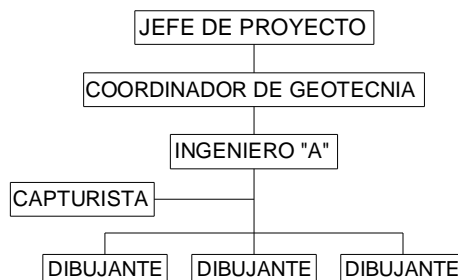 JEFE DE PROYECTO
COORDINADOR DE GEOTECNIA
INGENIERO "A"
CAPTURISTA
DIBUJANTE DIBUJANTE DIBUJANTE